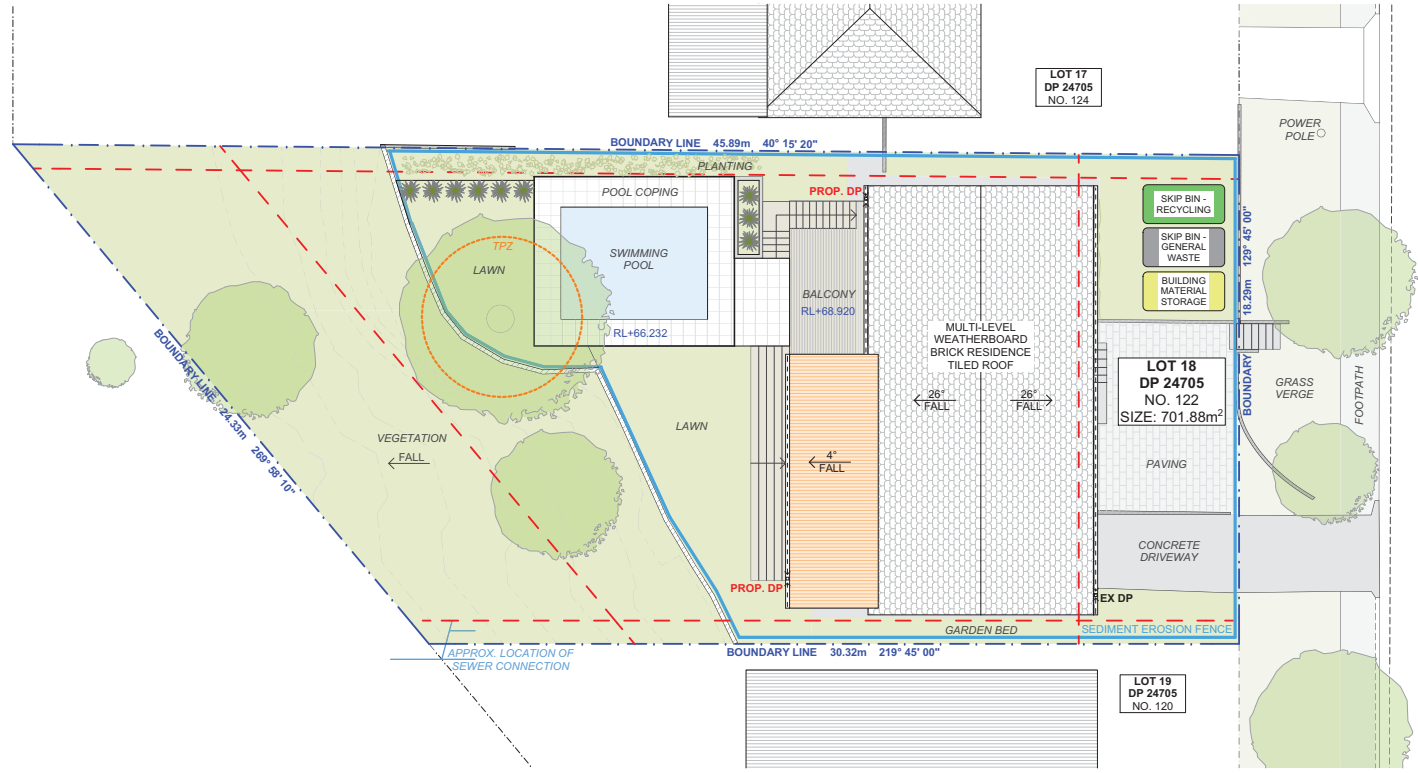 LOT 17
DP 24705
NO. 124
POWER
POLE
BOUNDARY LINE 45.89m 40° 15' 20"
PLANTING
POOL COPING
PROP. DP
SKIP BIN -
RECYCLING
SKIP BIN -
GENERAL
WASTE
BUILDING
MATERIAL
STORAGE
TPZ
LAWN
SWIMMING
POOL
RL+66.232
BALCONY
RL+68.920
MULTI-LEVEL
WEATHERBOARD
BRICK RESIDENCE
TILED ROOF
26°
FALL
26°
FALL
LOT 18
DP 24705
NO. 122
SIZE: 701.88m²
BOUNDARY 18.29m 129° 45' 00"
GRASS
VERGE
FOOTPATH
BOUNDARY LINE 24.33m 269° 58' 10"
VEGETATION
FALL
LAWN
4°
FALL
PAVING
CONCRETE
DRIVEWAY
PROP. DP
EX DP
GARDEN BED
SEDIMENT EROSION FENCE
APPROX. LOCATION OF
SEWER CONNECTION
BOUNDARY LINE 30.32m 219° 45' 00"
LOT 19
DP 24705
NO. 120